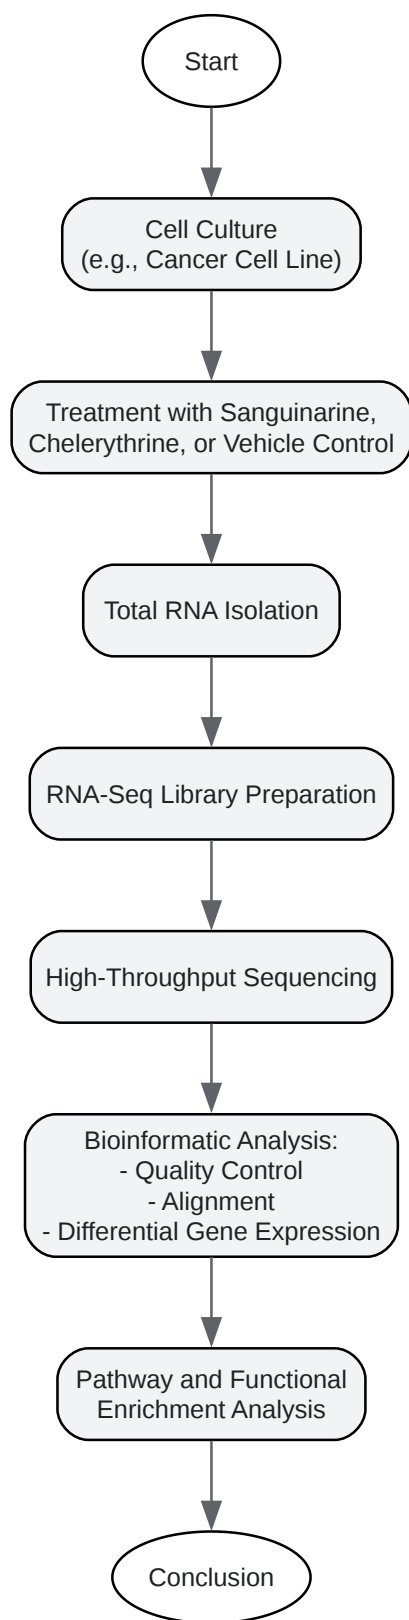 Start
Cell Culture
(e.g., Cancer Cell Line)
Treatment with Sanguinarine,
Chelerythrine, or Vehicle Control
Total RNA Isolation
RNA-Seq Library Preparation
High-Throughput Sequencing
Bioinformatic Analysis:
- Quality Control
- Alignment
- Differential Gene Expression
Pathway and Functional
Enrichment Analysis
Conclusion